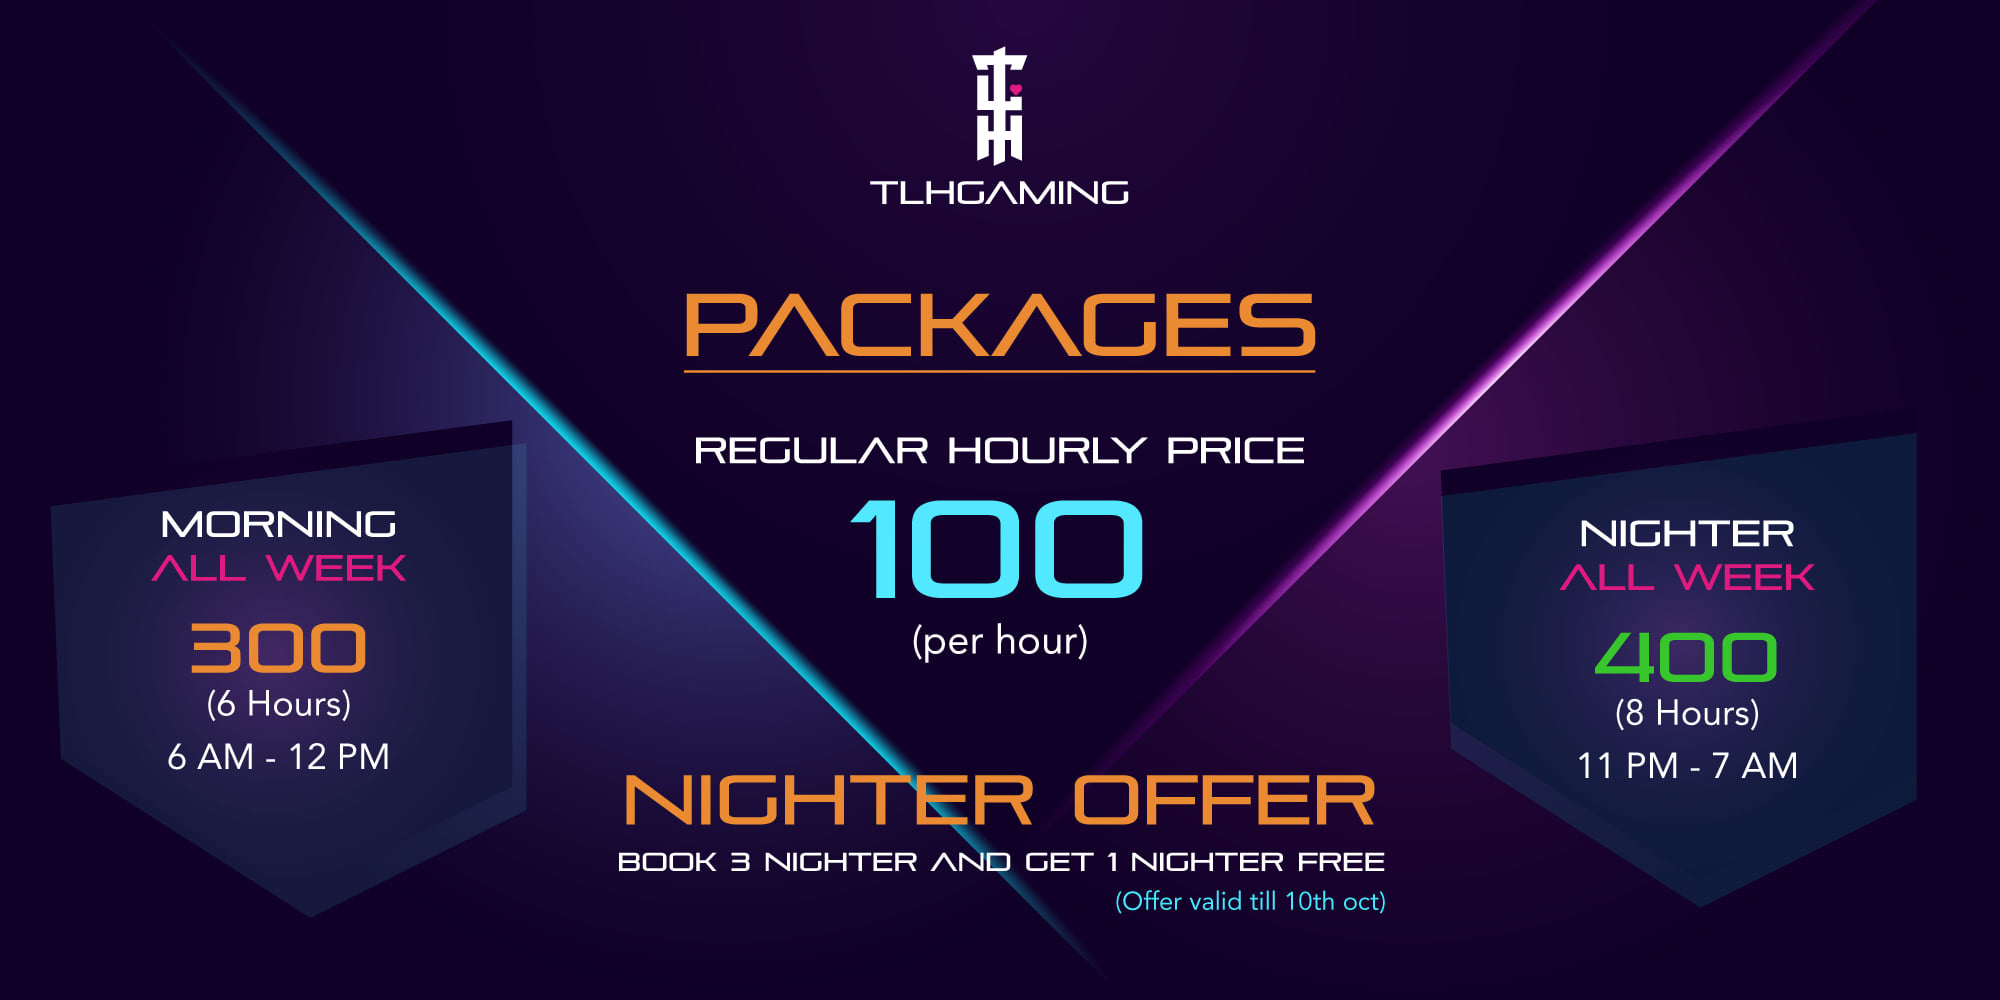 TLHGAMING
PACKAGES
REGULAR HOURLY PRICE
100
(per hour)
MORNING
ALL WEEK
300
(6 Hours)
6 AM - 12 PM
NIGHTER
ALL WEEK
400
(8 Hours)
11 PM - 7 AM
NIGHTER OFFER
BOOK 3 NIGHTER AND GET 1 NIGHTER FREE
(Offer valid till 10th oct)